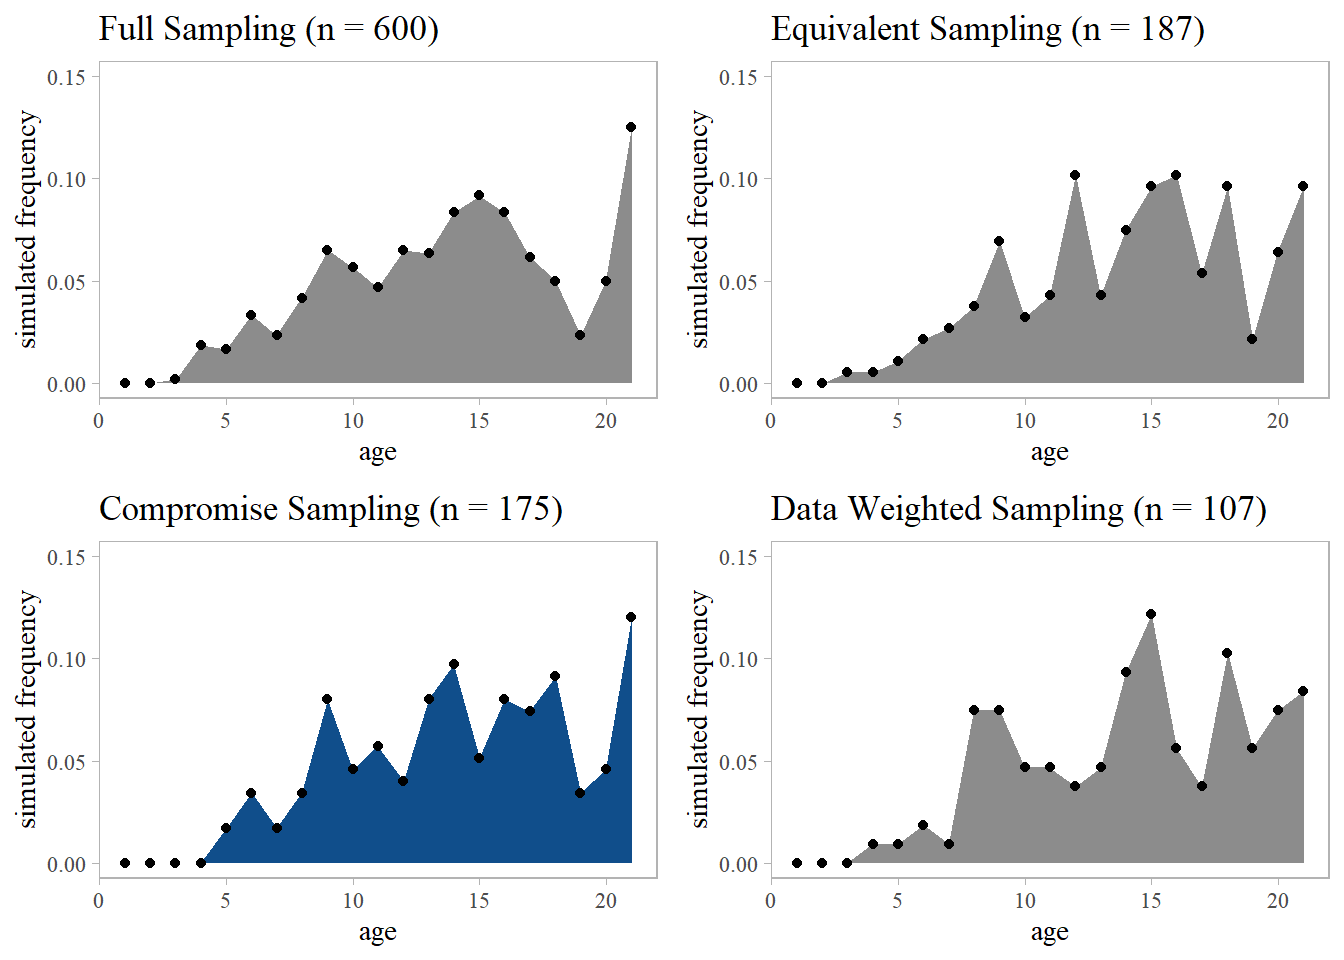 Full Sampling (n = 600)
simulated frequency
0.15
0.10
0.05
0.00
0 5 10 15 20
age
Equivalent Sampling (n = 187)
simulated frequency
0.15
0.10
0.05
0.00
0 5 10 15 20
age
Compromise Sampling (n = 175)
simulated frequency
0.15
0.10
0.05
0.00
0 5 10 15 20
age
Data Weighted Sampling (n = 107)
simulated frequency
0.15
0.10
0.05
0.00
0 5 10 15 20
age